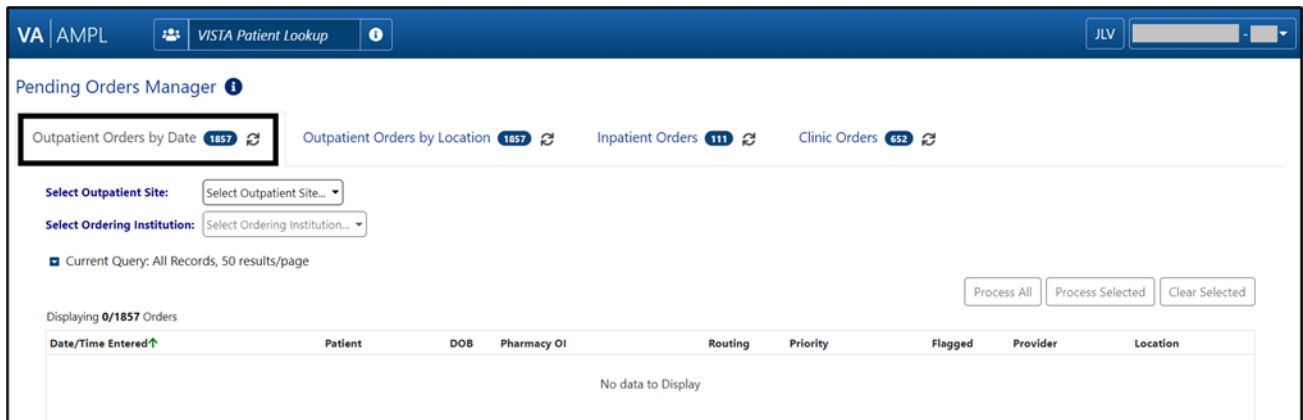 VA AMPL VISTA Patient Lookup JLV -
Pending Orders Manager
Outpatient Orders by Date 1857 Outpatient Orders by Location 1857 Inpatient Orders 111 Clinic Orders 652
Select Outpatient Site: Select Outpatient Site...
Select Ordering Institution: Select Ordering Institution...
Current Query: All Records, 50 results/page
Process All Process Selected Clear Selected
Displaying 0/1857 Orders
Date/Time Entered Patient DOB Pharmacy OI Routing Priority Flagged Provider Location
No data to Display